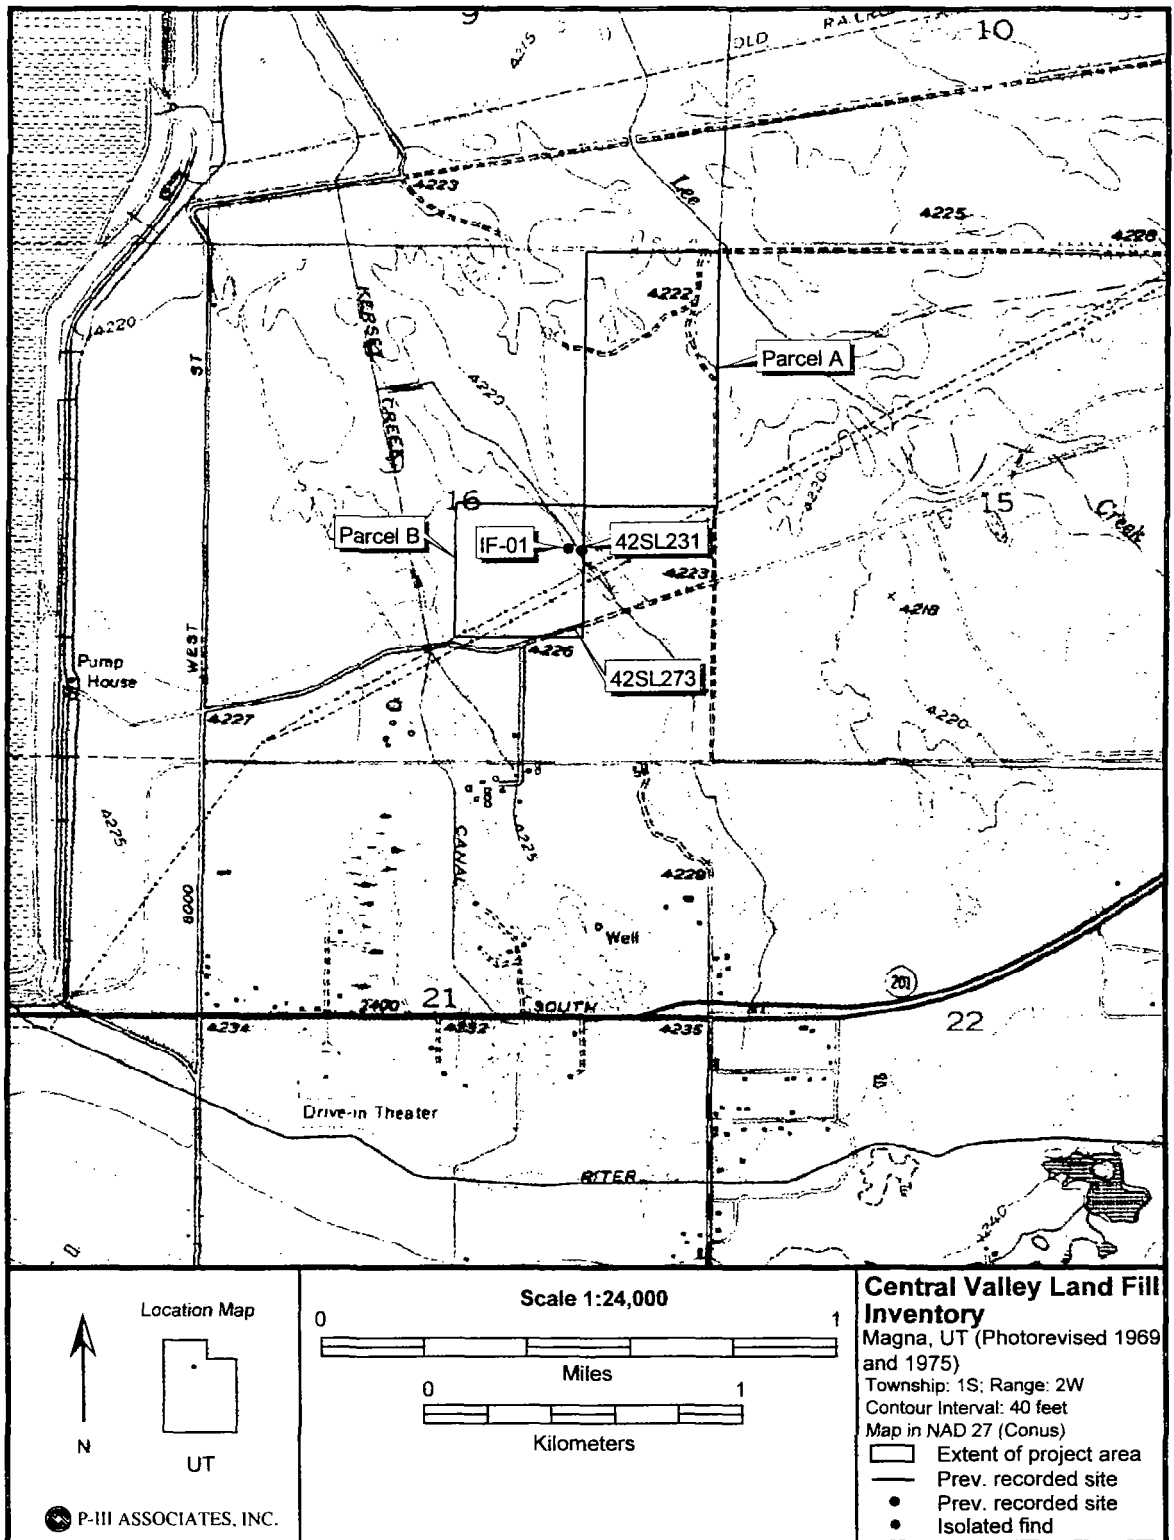 9
10
4215
OLD
Lee
4223
4225
4226
4222
4220
ST
KERSEY
CREEK
4220
Parcel A
4220
16
15
Creek
Parcel B
IF-01
42SL231
4223
4218
WEST
4226
42SL273
Pump
House
4227
4220
4225
4225
CANAL
4229
8000
Well
201
2400
21
SOUTH
ST
4234
4232
4235
22
Drive-in Theater
RITER
4240
Location Map
N
UT
P-III ASSOCIATES, INC.
Scale 1:24,000
0 1
Miles
0 1
Kilometers
Central Valley Land Fill
Inventory
Magna, UT (Photorevised 1969
and 1975)
Township: 1S; Range: 2W
Contour Interval: 40 feet
Map in NAD 27 (Conus)
Extent of project area
Prev. recorded site
Prev. recorded site
Isolated find